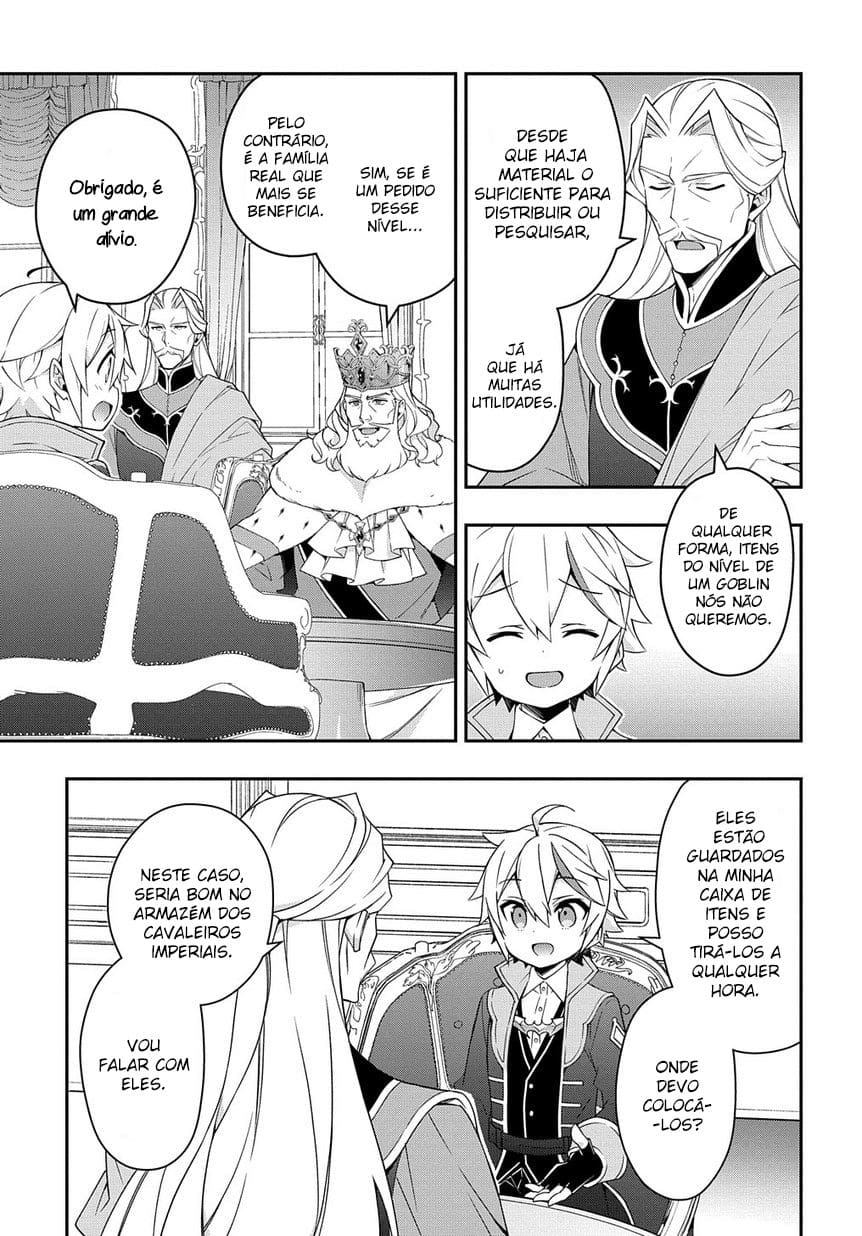 DESDE
QUE HAJA
MATERIAL O
SUFICIENTE PARA
DISTRIBUIR OU
PESQUISAR,
JÁ
QUE HÁ
MUITAS
UTILIDADES.
SIM, SE É
UM PEDIDO
DESSE
NÍVEL...
PELO
CONTRÁRIO,
É A FAMÍLIA
REAL QUE
MAIS SE
BENEFICIA.
Obrigado, é
um grande
alívio.
DE
QUALQUER
FORMA, ITENS
DO NÍVEL DE
UM GOBLIN
NÓS NÃO
QUEREMOS.
ELES
ESTÃO
GUARDADOS
NA MINHA
CAIXA DE
ITENS E
POSSO
TIRÁ-LOS A
QUALQUER
HORA.
ONDE
DEVO
COLOCÁ-
-LOS?
NESTE CASO,
SERIA BOM NO
ARMAZÉM DOS
CAVALEIROS
IMPERIAIS.
VOU
FALAR COM
ELES.